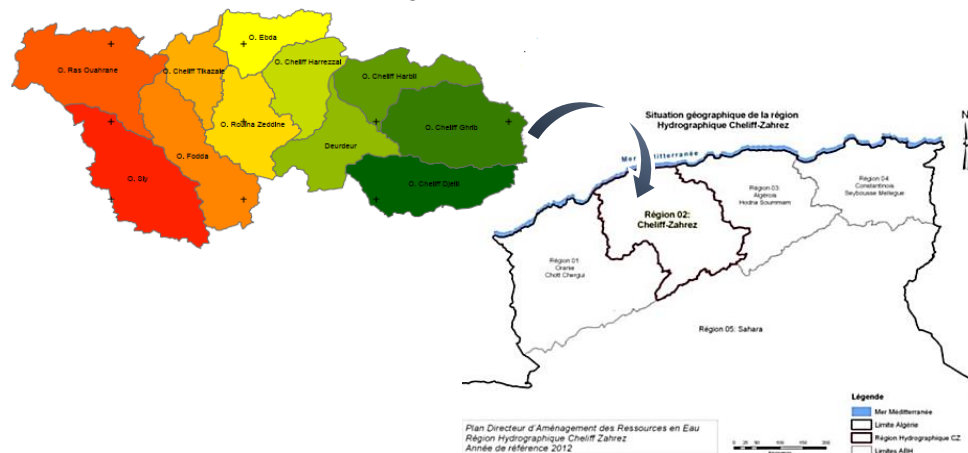 O. Ebda
O. Ras Ouahrane
O. Cheliff Tikazale
O. Cheliff Harrezzal
O. Cheliff Harbil
O. Rouina Zeddine
O. Cheliff Ghrib
O. Fodda
Deurdeur
O. Sly
O. Cheliff Djelil
Situation géographique de la région
Hydrographique Cheliff-Zahrez
N
Mer Méditerranée
Région 02:
Cheliff-Zahrez
Région 03:
Algérois
Hodna Soummam
Région 04:
Constantinois
Seybousse Mellegue
Région 01:
Oranie
Chott Chergui
Région 05: Sahara
Légende
Mer Méditerranée
Limite Algérie
Région Hydrographique CZ
Limites ABH
Plan Directeur d'Aménagement des Ressources en Eau
Région Hydrographique Cheliff Zahrez
Année de référence 2012